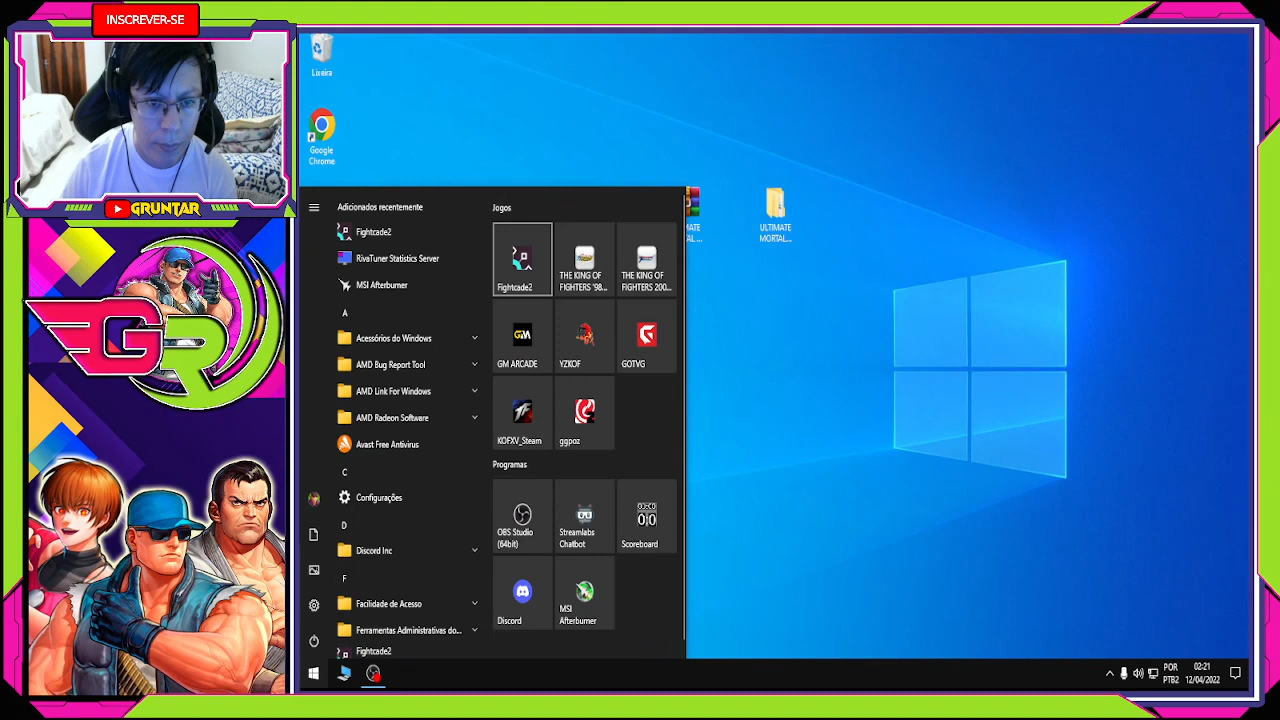 INSCREVER-SE
GRUNTAR
GR
Lixeira
Google
Chrome
ULTIMATE
MORTAL...
Adicionados recentemente
Fightcade2
RivaTuner Statistics Server
MSI Afterburner
A
Acessórios do Windows
AMD Bug Report Tool
AMD Link For Windows
AMD Radeon Software
Avast Free Antivirus
C
Configurações
D
Discord Inc
F
Facilidade de Acesso
Ferramentas Administrativas do...
Fightcade2
Jogos
Fightcade2
THE KING OF
FIGHTERS '98...
THE KING OF
FIGHTERS 200...
GM
GM ARCADE
YZKOF
GOTVG
KOFXV_Steam
ggpoz
Programas
OBS Studio
(64bit)
Streamlabs
Chatbot
Scoreboard
Discord
MSI
Afterburner
POR
PTB2
02:21
12/04/2022